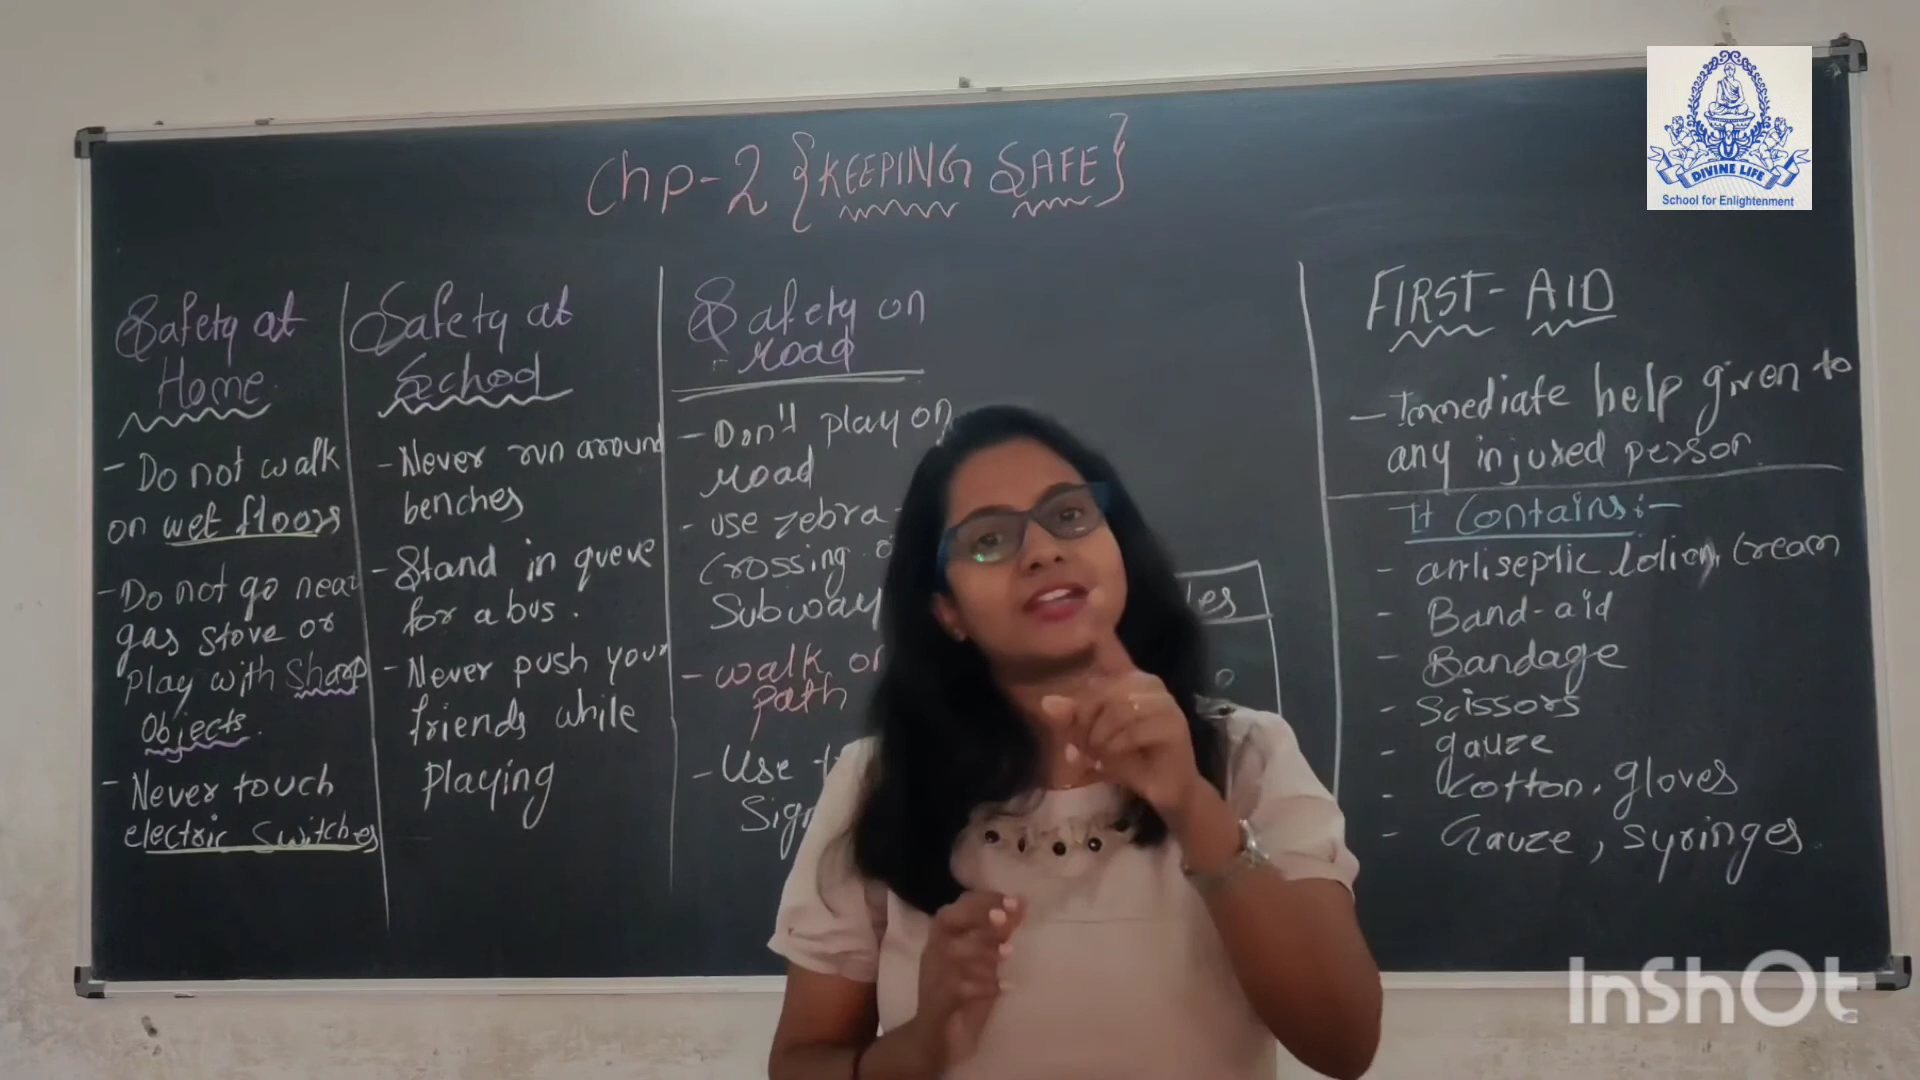 Chp-2 {KEEPING SAFE}
Safety at
Home
- Do not walk
on wet floors
- Do not go near
gas stove or
play with sharp
objects.
- Never touch
electric switches
Safety at
School
- Never run around
benches
- Stand in queue
for a bus.
- Never push your
friends while
playing
Safety on
road
- Don't play on
road
- use zebra-
crossing
Subway
- walk on
path
- Use
FIRST-AID
- Immediate help given to
any injured person.
It Contains:-
- antiseptic lotion, cream
- Band-aid
- Bandage
- Scissors
- gauze
- Cotton, gloves
- Gauze, syringes.
DIVINE LIFE
School for Enlightenment
InShOt